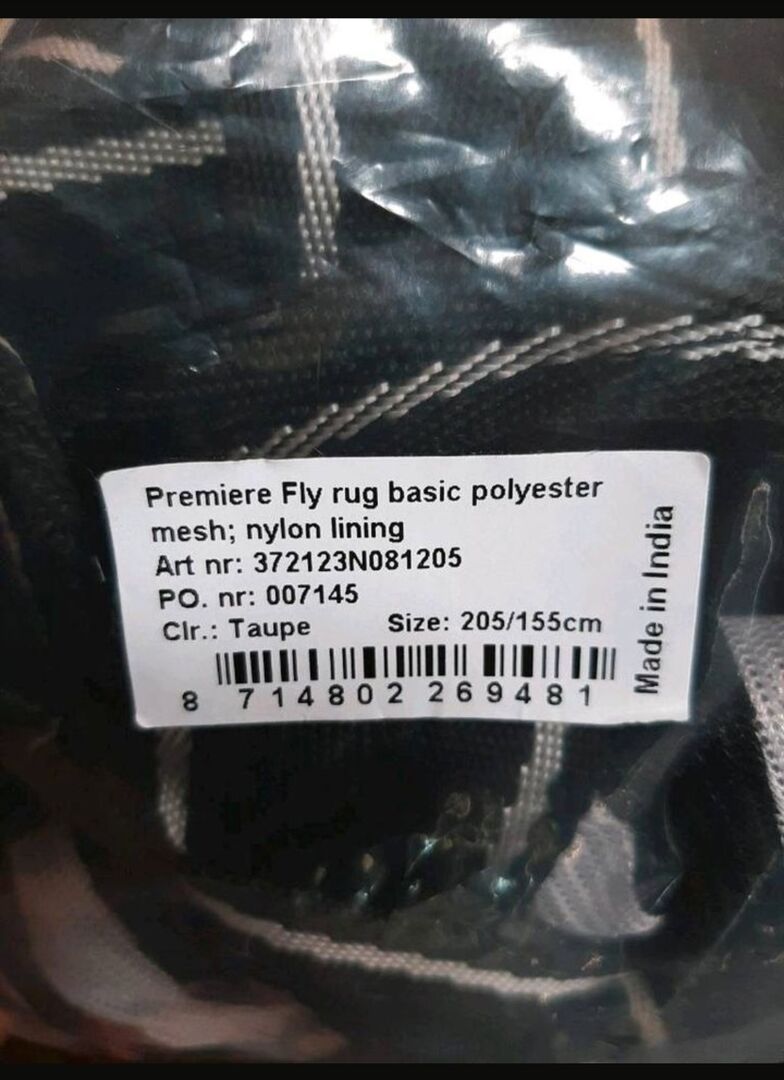 Premiere Fly rug basic polyester
mesh; nylon lining
Art nr: 372123N081205
PO. nr: 007145
Clr.: Taupe Size: 205/155cm
8 714802 269481
Made in India